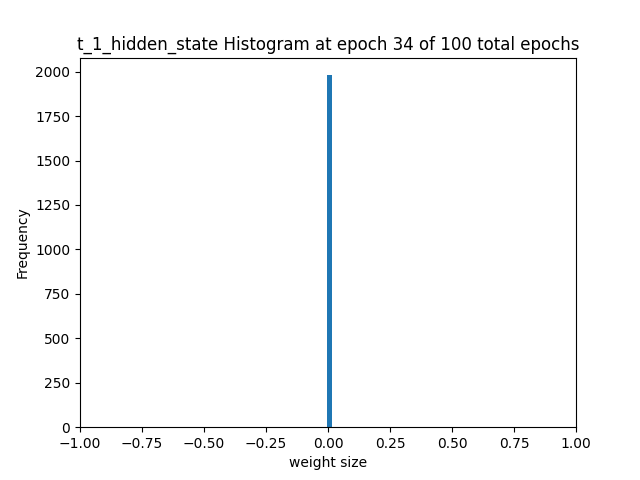 t_1_hidden_state Histogram at epoch 34 of 100 total epochs
2000
1750
1500
1250
1000
750
500
250
0
Frequency
−1.00 −0.75 −0.50 −0.25 0.00 0.25 0.50 0.75 1.00
weight size